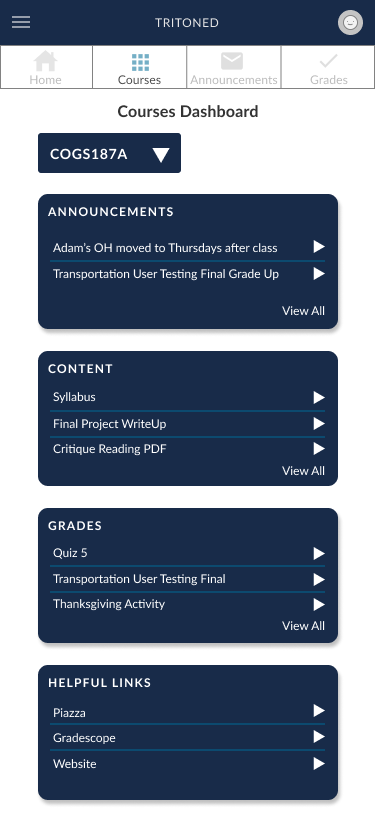 TRITONED
Home Courses Announcements Grades
Courses Dashboard
COGS187A
ANNOUNCEMENTS
Adam's OH moved to Thursdays after class
Transportation User Testing Final Grade Up
View All
CONTENT
Syllabus
Final Project WriteUp
Critique Reading PDF
View All
GRADES
Quiz 5
Transportation User Testing Final
Thanksgiving Activity
View All
HELPFUL LINKS
Piazza
Gradescope
Website